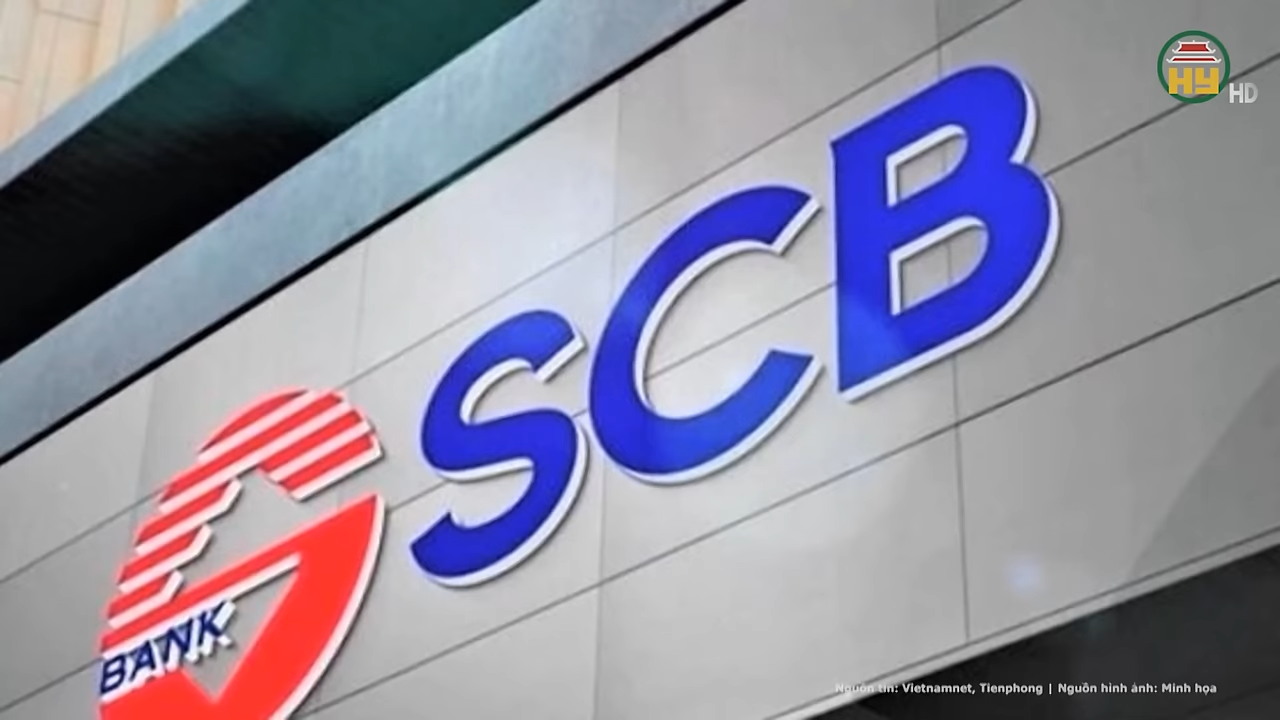 HY HD
SCB
BANK
Nguồn tin: Vietnamnet, Tienphong | Nguồn hình ảnh: Minh họa